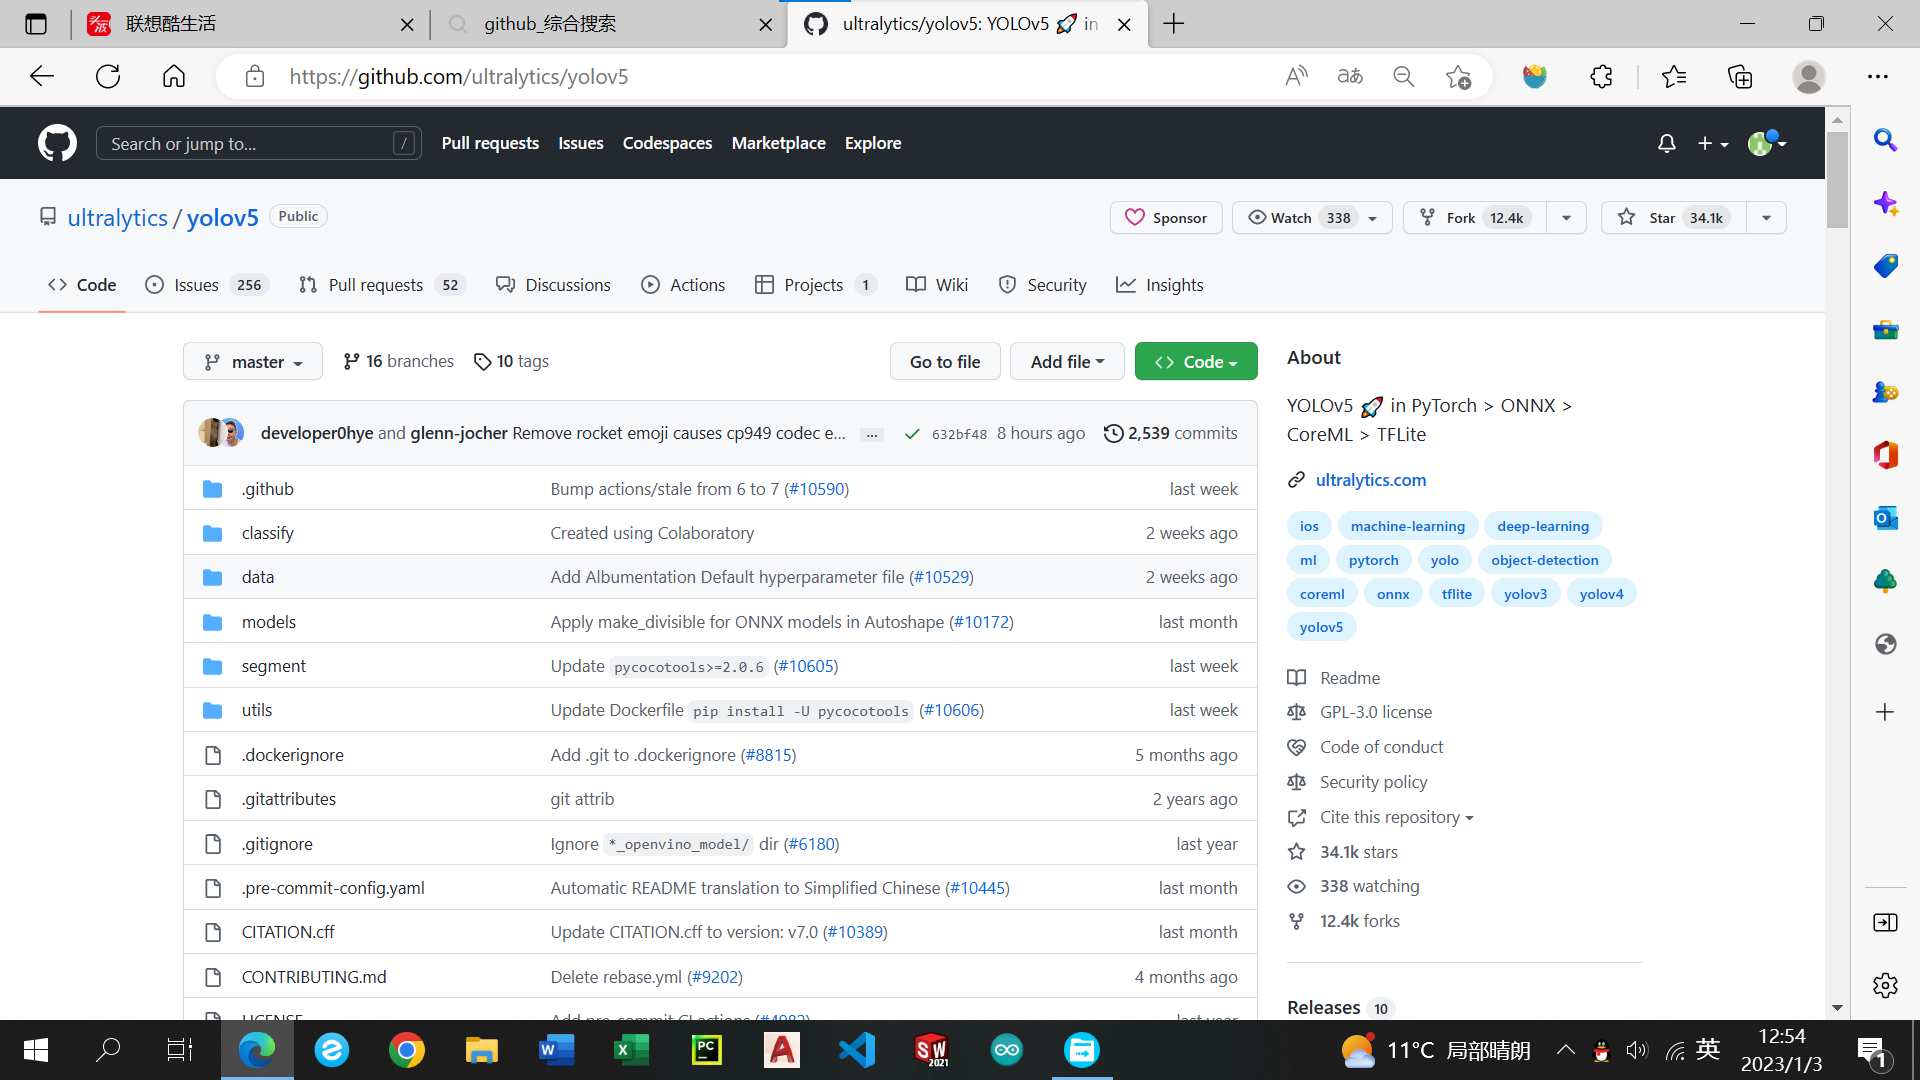 联想酷生活
github_综合搜索
ultralytics/yolov5: YOLOv5 🚀 in
https://github.com/ultralytics/yolov5
Search or jump to... /
Pull requests Issues Codespaces Marketplace Explore
ultralytics / yolov5 Public
Sponsor Watch 338 Fork 12.4k Star 34.1k
Code Issues 256 Pull requests 52 Discussions Actions Projects 1 Wiki Security Insights
master 16 branches 10 tags
Go to file Add file Code
developer0hye and glenn-jocher Remove rocket emoji causes cp949 codec e... ... 632bf48 8 hours ago 2,539 commits
.github Bump actions/stale from 6 to 7 (#10590) last week
classify Created using Colaboratory 2 weeks ago
data Add Albumentation Default hyperparameter file (#10529) 2 weeks ago
models Apply make_divisible for ONNX models in Autoshape (#10172) last month
segment Update pycocotools>=2.0.6 (#10605) last week
utils Update Dockerfile pip install -U pycocotools (#10606) last week
.dockerignore Add .git to .dockerignore (#8815) 5 months ago
.gitattributes git attrib 2 years ago
.gitignore Ignore *_openvino_model/ dir (#6180) last year
.pre-commit-config.yaml Automatic README translation to Simplified Chinese (#10445) last month
CITATION.cff Update CITATION.cff to version: v7.0 (#10389) last month
CONTRIBUTING.md Delete rebase.yml (#9202) 4 months ago
LICENSE Add pre-commit CI actions (#4982) last year
About
YOLOv5 🚀 in PyTorch > ONNX >
CoreML > TFLite
ultralytics.com
ios machine-learning deep-learning
ml pytorch yolo object-detection
coreml onnx tflite yolov3 yolov4
yolov5
Readme
GPL-3.0 license
Code of conduct
Security policy
Cite this repository
34.1k stars
338 watching
12.4k forks
Releases 10
11°C 局部晴朗
英
12:54
2023/1/3
1